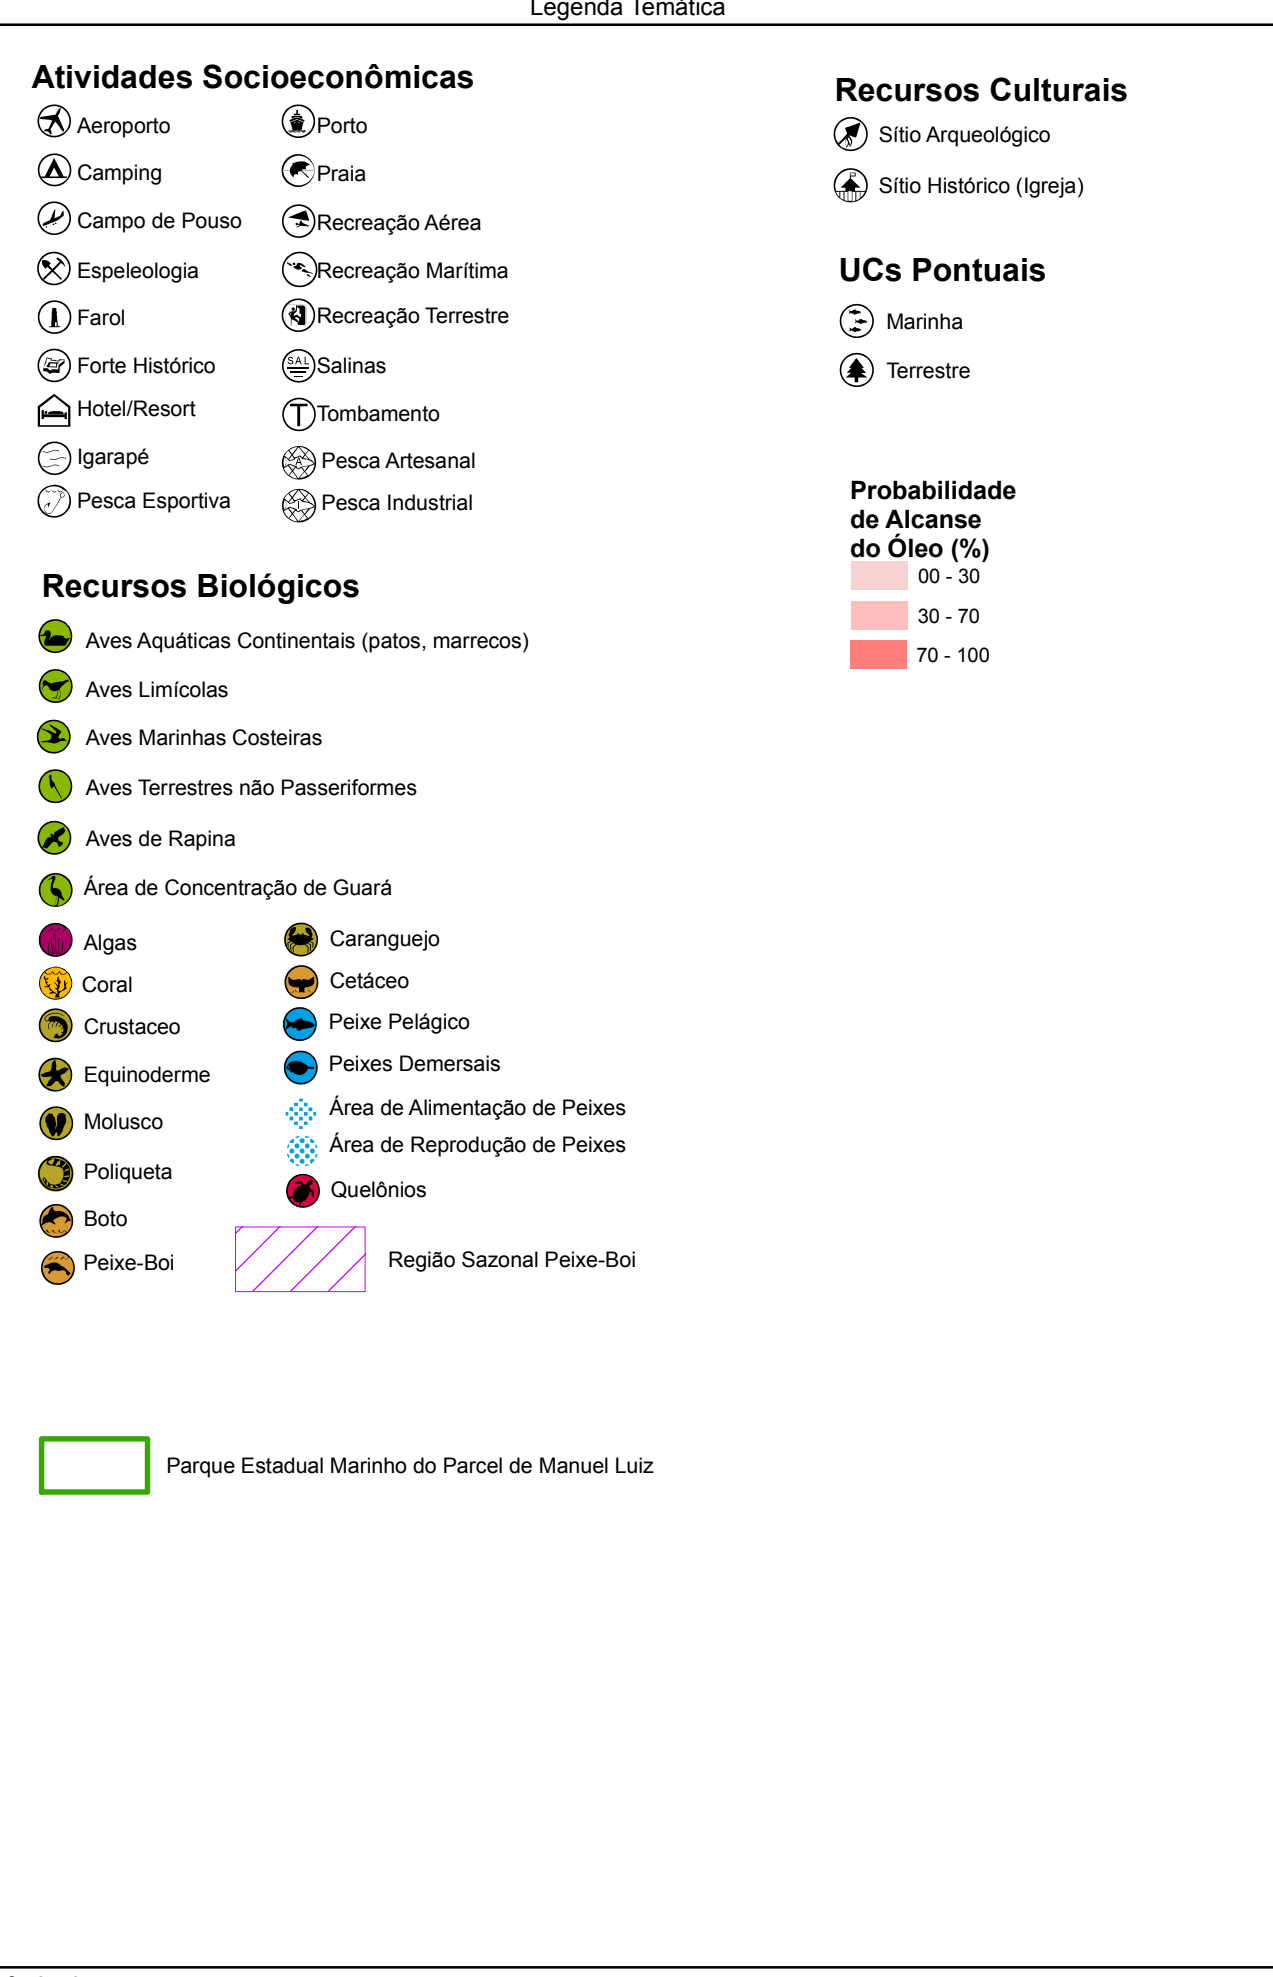 Legenda Temática
Atividades Socioeconômicas
Aeroporto
Camping
Campo de Pouso
Espeleologia
Farol
Forte Histórico
Hotel/Resort
Igarapé
Pesca Esportiva
Porto
Praia
Recreação Aérea
Recreação Marítima
Recreação Terrestre
SAL
Salinas
T
Tombamento
A
Pesca Artesanal
I
Pesca Industrial
Recursos Culturais
Sítio Arqueológico
Sítio Histórico (Igreja)
UCs Pontuais
Marinha
Terrestre
Probabilidade
de Alcanse
do Óleo (%)
00 - 30
30 - 70
70 - 100
Recursos Biológicos
Aves Aquáticas Continentais (patos, marrecos)
Aves Limícolas
Aves Marinhas Costeiras
Aves Terrestres não Passeriformes
Aves de Rapina
Área de Concentração de Guará
Algas
Coral
Crustaceo
Equinoderme
Molusco
Poliqueta
Boto
Peixe-Boi
Caranguejo
Cetáceo
Peixe Pelágico
Peixes Demersais
Área de Alimentação de Peixes
Área de Reprodução de Peixes
Quelônios
Região Sazonal Peixe-Boi
Parque Estadual Marinho do Parcel de Manuel Luiz